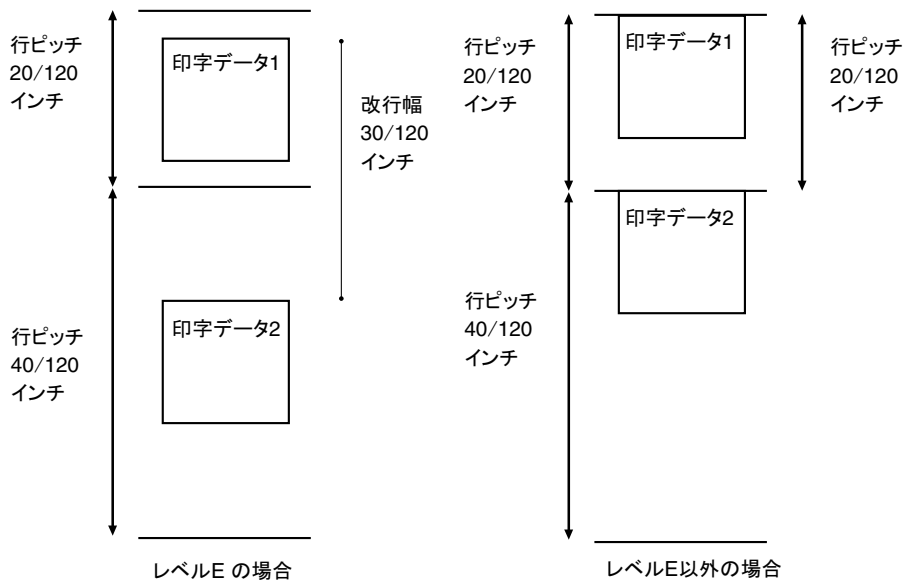 行ピッチ
20/120
インチ
印字データ1
改行幅
30/120
インチ
行ピッチ
40/120
インチ
印字データ2
レベルE の場合
行ピッチ
20/120
インチ
印字データ1
行ピッチ
20/120
インチ
印字データ2
行ピッチ
40/120
インチ
レベルE以外の場合